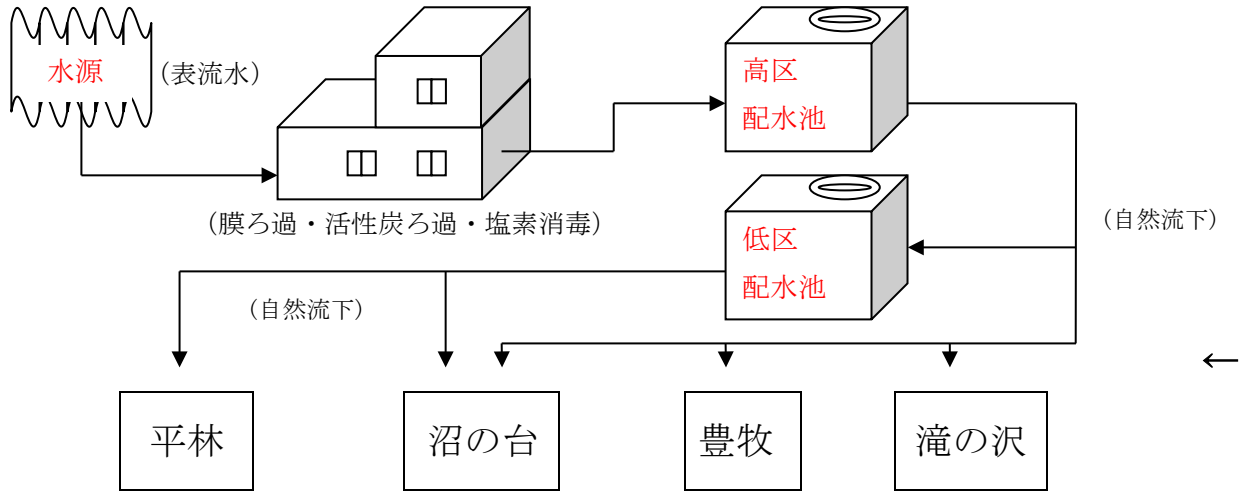 水源
（表流水）
高区
配水池
（膜ろ過・活性炭ろ過・塩素消毒）
低区
配水池
（自然流下）
（自然流下）
←
平林
沼の台
豊牧
滝の沢